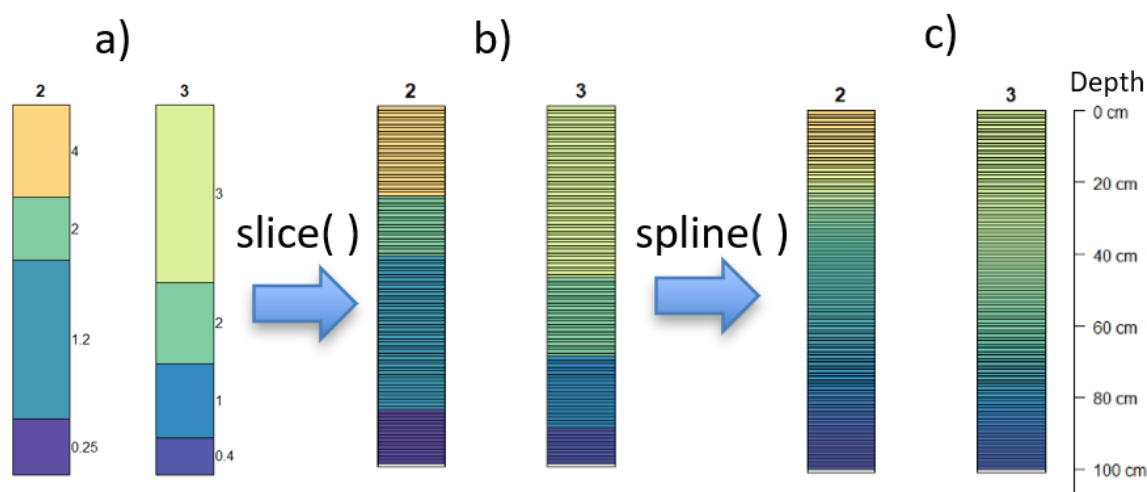 a)
b)
c)
2
3
2
3
2
3
Depth
4
2
1.2
0.25
3
2
1
0.4
slice( )
spline( )
0 cm
20 cm
40 cm
60 cm
80 cm
100 cm